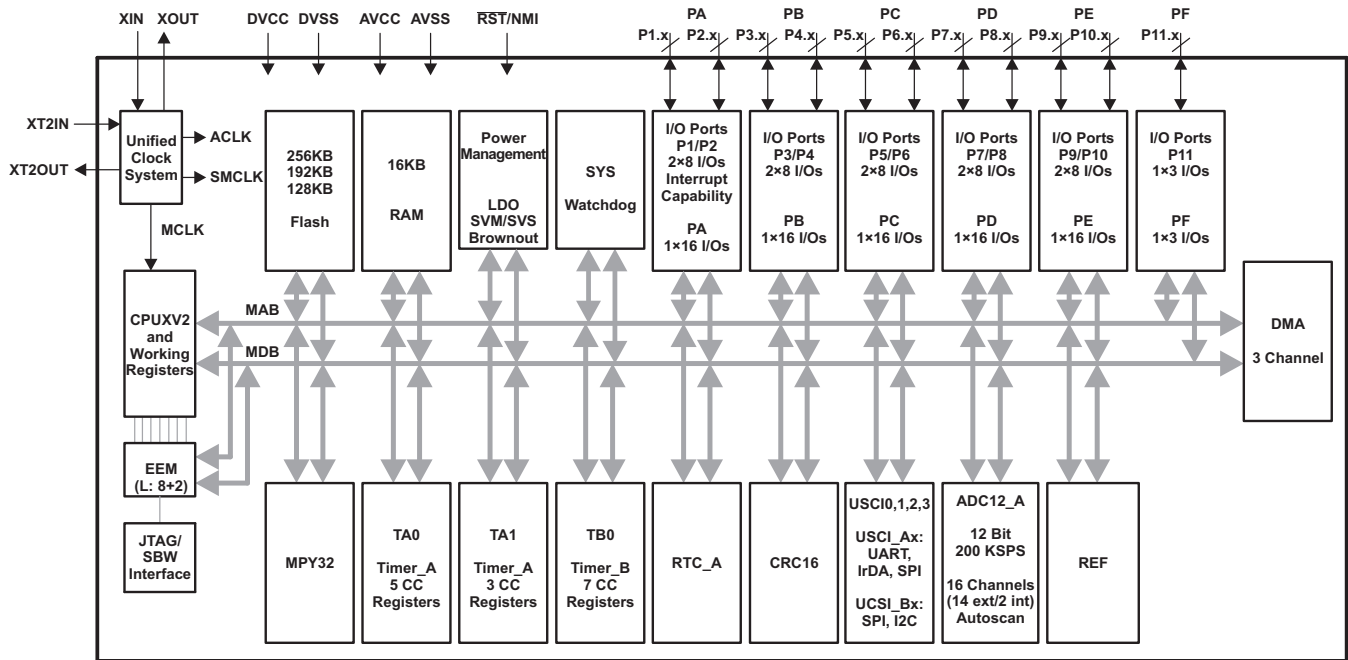 XIN XOUT DVCC DVSS AVCC AVSS RST/NMI PA PB PC PD PE PF
P1.x P2.x P3.x P4.x P5.x P6.x P7.x P8.x P9.x P10.x P11.x
XT2IN
XT2OUT
Unified
Clock
System
ACLK
SMCLK
MCLK
256KB
192KB
128KB
Flash
16KB
RAM
Power
Management
LDO
SVM/SVS
Brownout
SYS
Watchdog
I/O Ports
P1/P2
2×8 I/Os
Interrupt
Capability
PA
1×16 I/Os
I/O Ports
P3/P4
2×8 I/Os
PB
1×16 I/Os
I/O Ports
P5/P6
2×8 I/Os
PC
1×16 I/Os
I/O Ports
P7/P8
2×8 I/Os
PD
1×16 I/Os
I/O Ports
P9/P10
2×8 I/Os
PE
1×16 I/Os
I/O Ports
P11
1×3 I/Os
PF
1×3 I/Os
CPUXV2
and
Working
Registers
MAB
MDB
DMA
3 Channel
EEM
(L: 8+2)
JTAG/
SBW
Interface
MPY32
TA0
Timer_A
5 CC
Registers
TA1
Timer_A
3 CC
Registers
TB0
Timer_B
7 CC
Registers
RTC_A
CRC16
USCI0,1,2,3
USCI_Ax:
UART,
IrDA, SPI
UCSI_Bx:
SPI, I2C
ADC12_A
12 Bit
200 KSPS
16 Channels
(14 ext/2 int)
Autoscan
REF